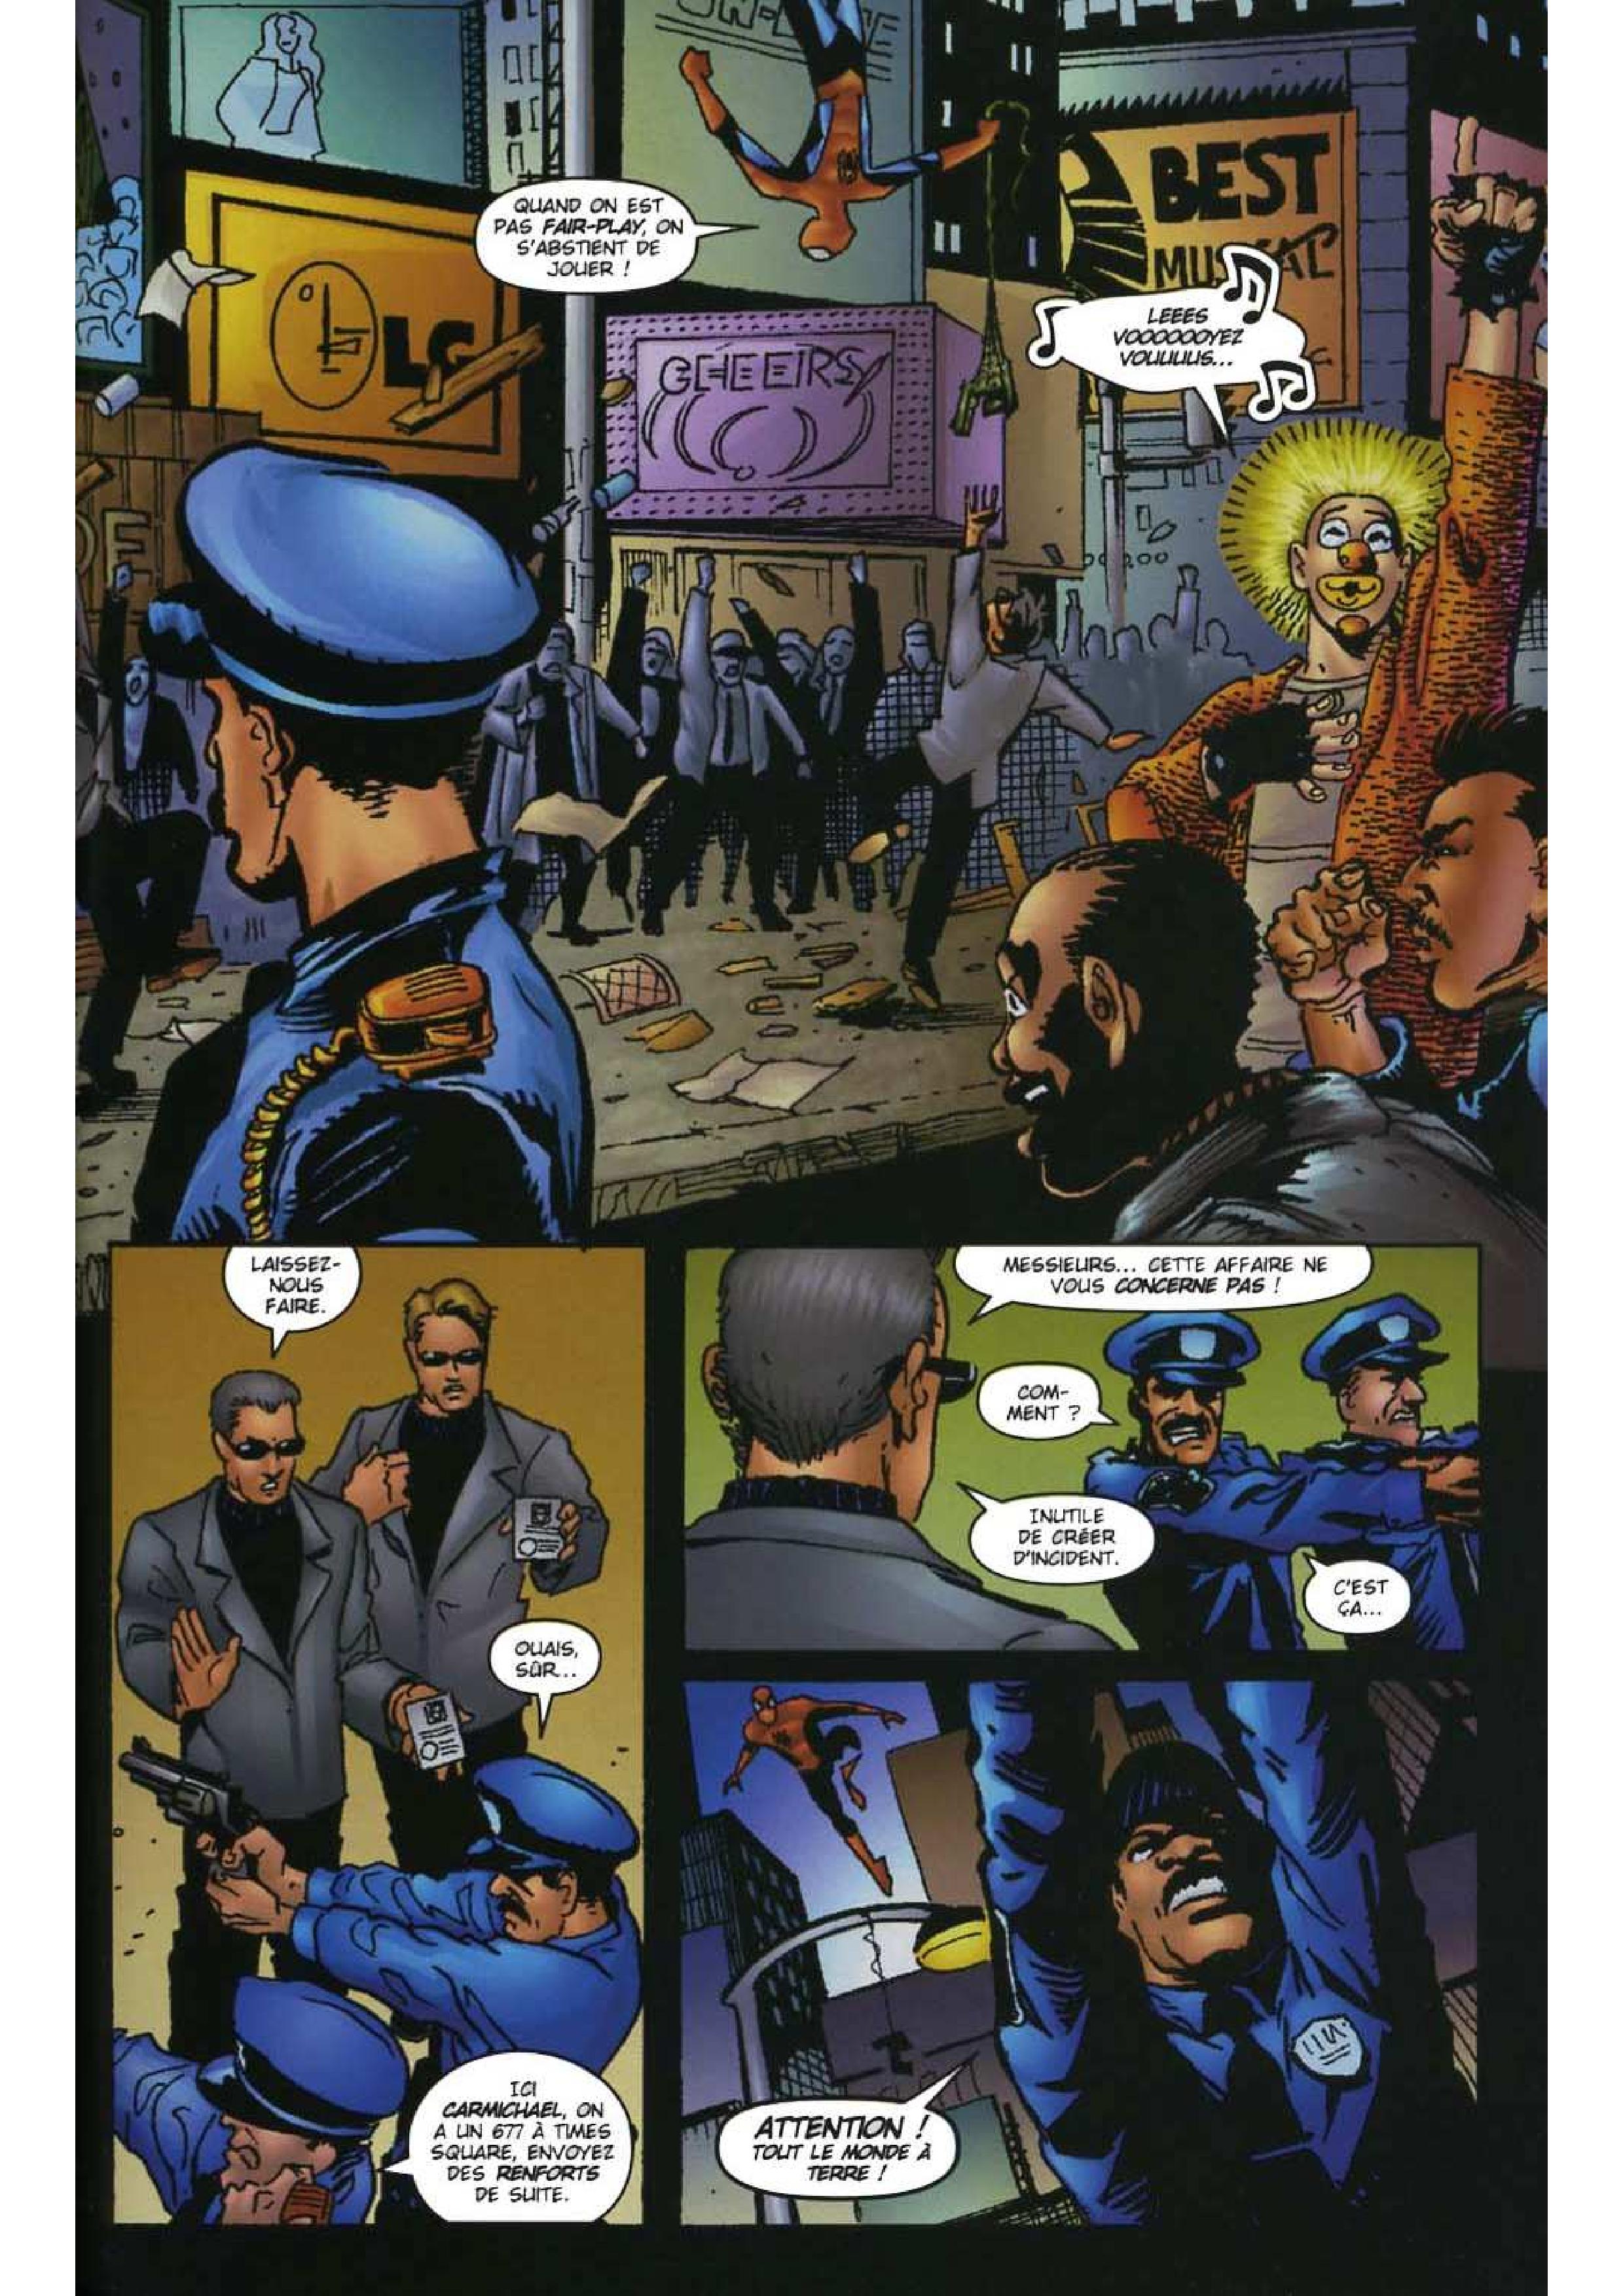 QUAND ON EST
PAS FAIR-PLAY, ON
S'ABSTIENT DE
JOUER !
BEST
LEEES
VOOOOOOYEZ
VOUUUUS...
LG
CHEERS
LAISSEZ-
NOUS
FAIRE.
OUAIS,
SÛR...
ICI
CARMICHAEL, ON
A UN 677 À TIMES
SQUARE, ENVOYEZ
DES RENFORTS
DE SUITE.
MESSIEURS... CETTE AFFAIRE NE
VOUS CONCERNE PAS !
COM-
MENT ?
INUTILE
DE CRÉER
D'INCIDENT.
C'EST
ÇA...
ATTENTION !
TOUT LE MONDE À
TERRE !